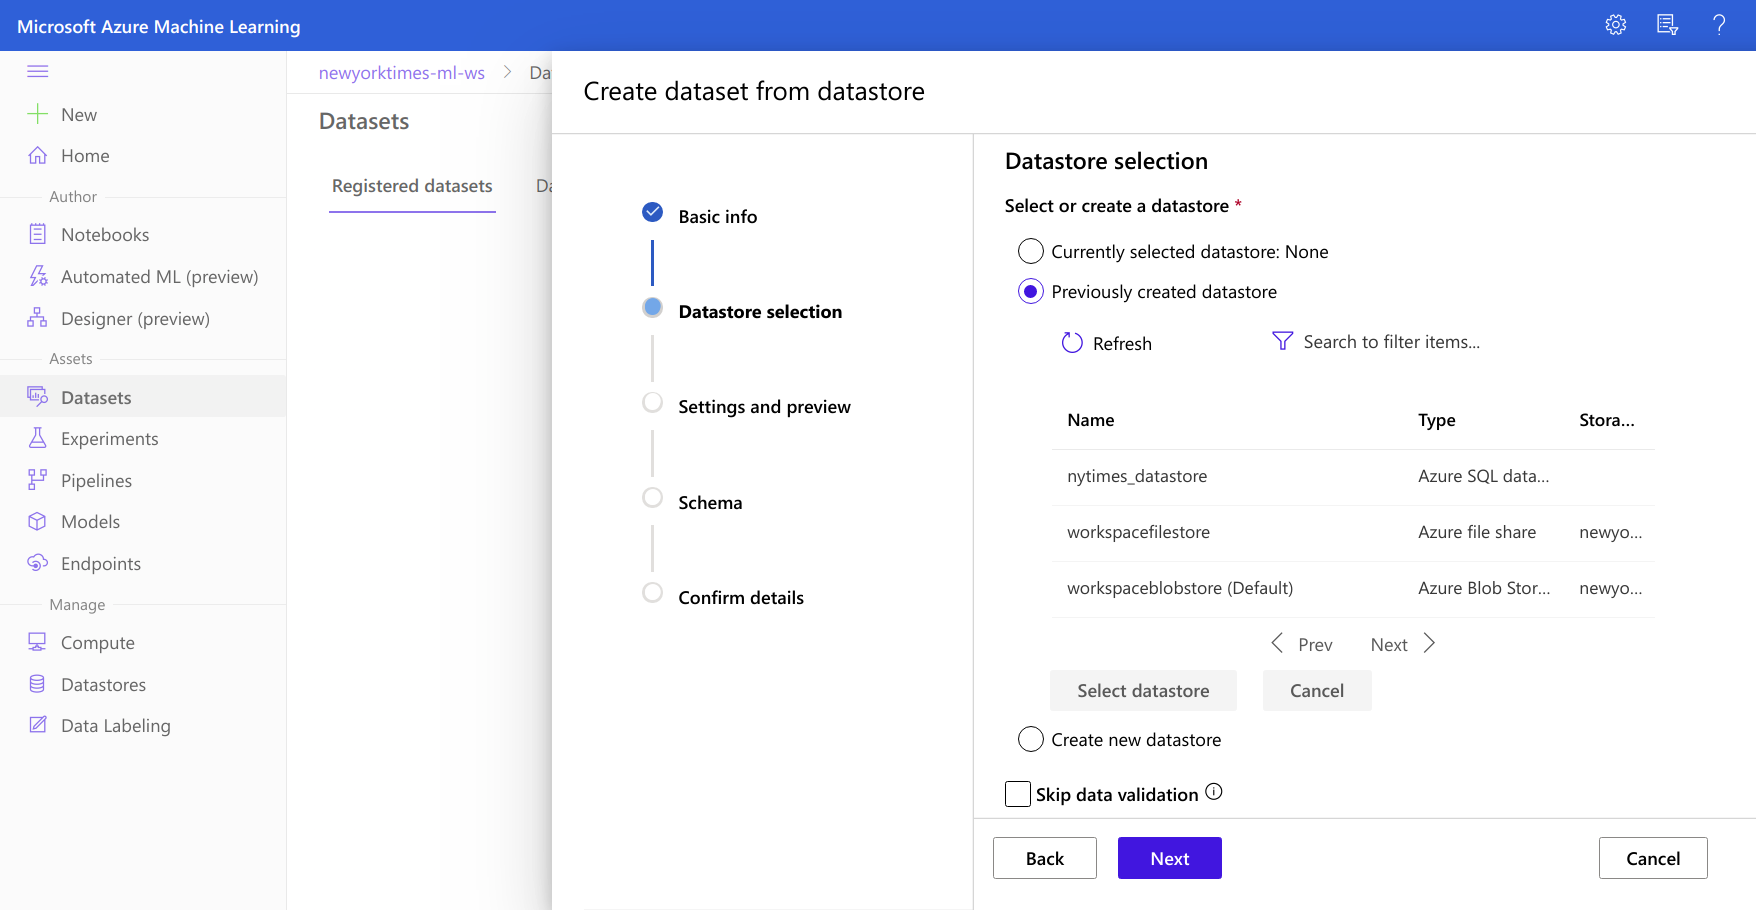 Microsoft Azure Machine Learning
New
Home
Author
Notebooks
Automated ML (preview)
Designer (preview)
Assets
Datasets
Experiments
Pipelines
Models
Endpoints
Manage
Compute
Datastores
Data Labeling
newyorktimes-ml-ws > Da
Datasets
Registered datasets Da
Create dataset from datastore
Basic info
Datastore selection
Settings and preview
Schema
Confirm details
Datastore selection
Select or create a datastore *
Currently selected datastore: None
Previously created datastore
Refresh Search to filter items...
Name Type Stora...
nytimes_datastore Azure SQL data...
workspacefilestore Azure file share newyo...
workspaceblobstore (Default) Azure Blob Stor... newyo...
Prev Next
Select datastore Cancel
Create new datastore
Skip data validation
Back Next Cancel